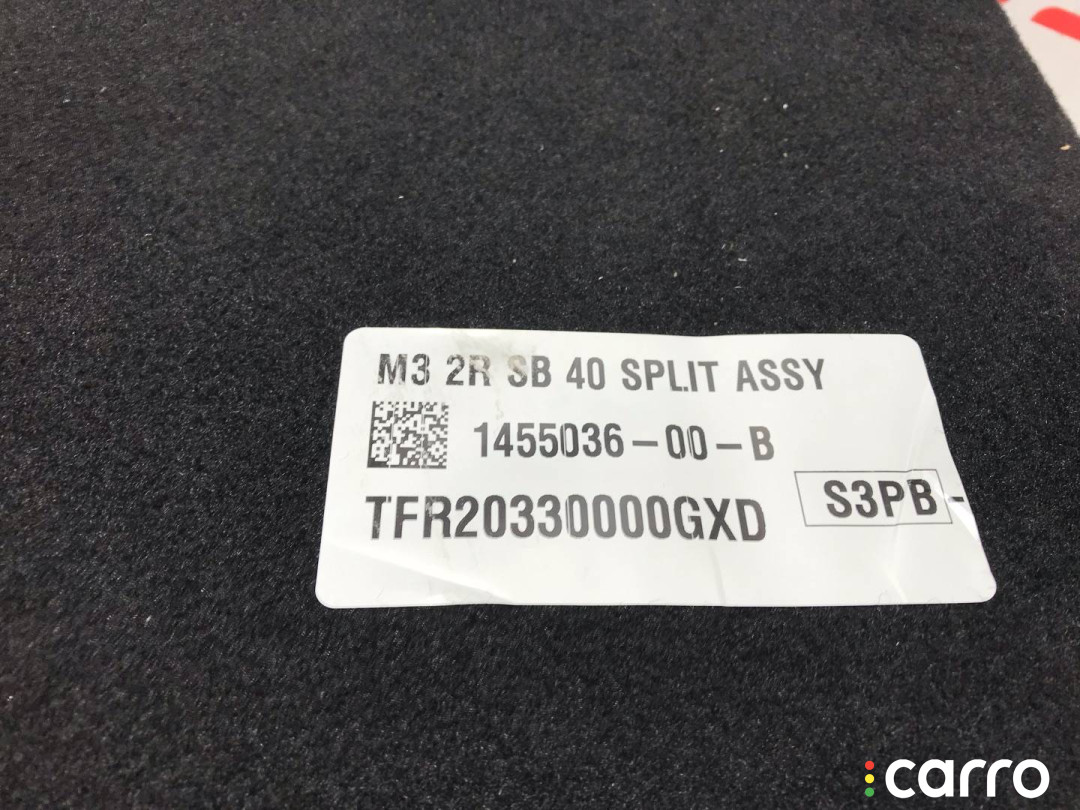 M3 2R SB 40 SPLIT ASSY
1455036-00-B
TFR20330000GXD
S3PB-
carro